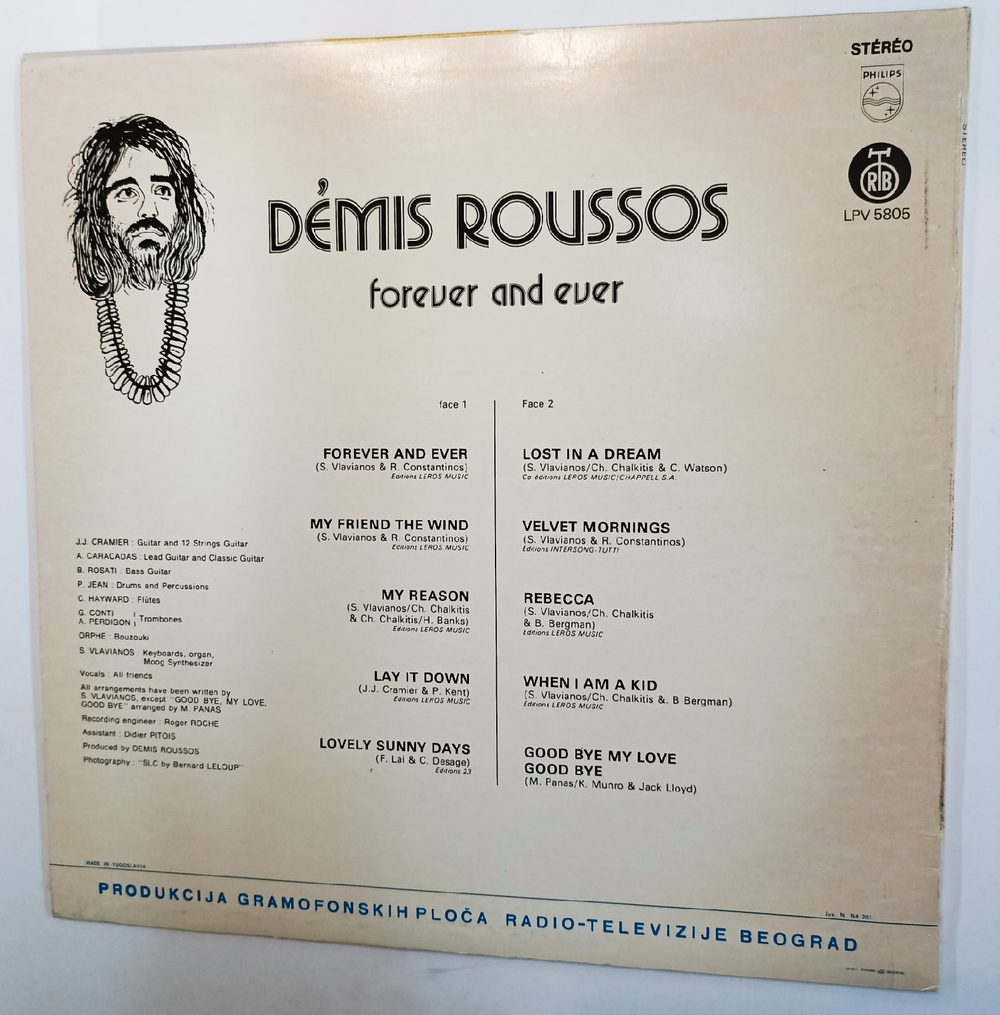 STÉRÉO
PHILIPS
RTB
LPV 5805
STEREO
DÉMIS ROUSSOS
forever and ever
face 1
FOREVER AND EVER
(S. Vlavianos & R. Constantinos)
Editions LEROS MUSIC
MY FRIEND THE WIND
(S. Vlavianos & R. Constantinos)
Editions LEROS MUSIC
MY REASON
(S. Vlavianos/Ch. Chalkitis
& Ch. Chalkitis/H. Banks)
Editions LEROS MUSIC
LAY IT DOWN
(J.J. Cramier & P. Kent)
Editions LEROS MUSIC
LOVELY SUNNY DAYS
(F. Lai & C. Desage)
Editions 23
Face 2
LOST IN A DREAM
(S. Vlavianos/Ch. Chalkitis & C. Watson)
Co éditions LEROS MUSIC/CHAPPELL S.A.
VELVET MORNINGS
(S. Vlavianos & R. Constantinos)
Editions INTERSONG-TUTTI
REBECCA
(S. Vlavianos/Ch. Chalkitis
& B. Bergman)
Editions LEROS MUSIC
WHEN I AM A KID
(S. Vlavianos/Ch. Chalkitis &. B Bergman)
Editions LEROS MUSIC
GOOD BYE MY LOVE
GOOD BYE
(M. Panas/K. Munro & Jack Lloyd)
J.J. CRAMIER : Guitar and 12 Strings Guitar
A. CARACADAS : Lead Guitar and Classic Guitar
B. ROSATI : Bass Guitar
P. JEAN : Drums and Percussions
C. HAYWARD : Flûtes
G. CONTI
A. PERDIGON
Trombones
ORPHE : Bouzouki
S. VLAVIANOS : Keyboards, organ,
Moog Synthesizer
Vocals : All friends
All arrangements have been written by
S. VLAVIANOS, except "GOOD BYE, MY LOVE,
GOOD BYE" arranged by M. PANAS
Recording engineer : Roger ROCHE
Assistant : Didier PITOIS
Produced by DEMIS ROUSSOS
Photography : "SLC by Bernard LELOUP"
MADE IN YUGOSLAVIA
PRODUKCIJA GRAMOFONSKIH PLOČA RADIO-TELEVIZIJE BEOGRAD